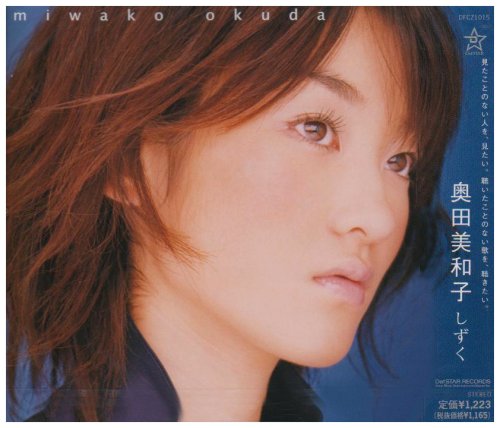 miwako okuda
DFCZ1015
見たことのない人を、見たい。聴いたことのない歌を、聴きたい。
奥田美和子
しずく
DefSTAR RECORDS
STEREO
定価¥1,223
(税抜価格¥1,165)